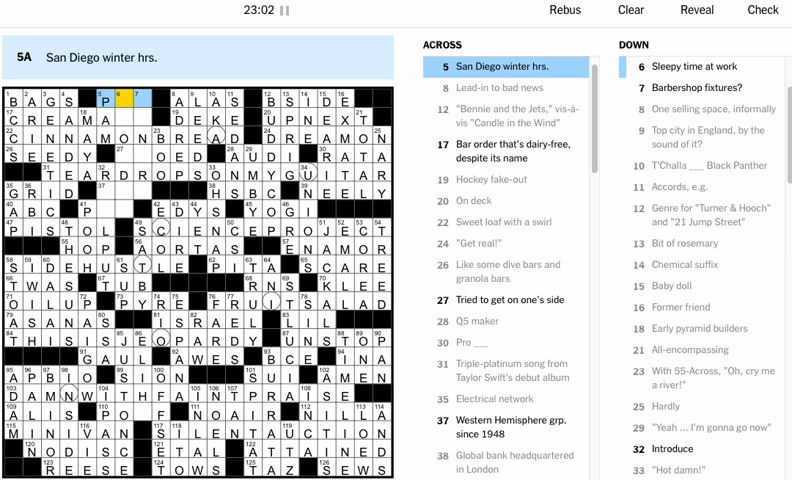 23:02
Rebus Clear Reveal Check
5A San Diego winter hrs.
BAGS P ALAS BSIDE
CREAMA DEKE UPNEXT
CINNAMONBREAD DREAMON
SEEDY OED AUDI RATA
TEARDROPSONMYGUITAR
GRID HSBC NEELY
ABC P EDYS YOGI
PISTOL SCIENCEPROJECT
HOP AORTAS ENAMOR
SIDEHUSTLE PITA SCARE
TWAS TUB RNS KLEE
OILUP PYRE FRUITSALAD
ASANAS ISRAEL LIL
THISISJEOPARDY UNSTOP
GAUL AWES BCE INA
APBIO SION SUI AMEN
DAMNWITHFAINTPRAISE
ALIS PO F NOAIR NILLA
MINIVAN SILENTAUCTION
NODISC ETAL ATTAINED
REESE TOWS TAZ SEWS
ACROSS
5 San Diego winter hrs.
8 Lead-in to bad news
12 "Bennie and the Jets," vis-à-
vis "Candle in the Wind"
17 Bar order that's dairy-free,
despite its name
19 Hockey fake-out
20 On deck
22 Sweet loaf with a swirl
24 "Get real!"
26 Like some dive bars and
granola bars
27 Tried to get on one's side
28 Q5 maker
30 Pro ___
31 Triple-platinum song from
Taylor Swift's debut album
35 Electrical network
37 Western Hemisphere grp.
since 1948
38 Global bank headquartered
in London
DOWN
6 Sleepy time at work
7 Barbershop fixtures?
8 One selling space, informally
9 Top city in England, by the
sound of it?
10 T'Challa ___ Black Panther
11 Accords, e.g.
12 Genre for "Turner & Hooch"
and "21 Jump Street"
13 Bit of rosemary
14 Chemical suffix
15 Baby doll
16 Former friend
18 Early pyramid builders
21 All-encompassing
23 With 55-Across, "Oh, cry me
a river!"
25 Hardly
29 "Yeah ... I'm gonna go now"
32 Introduce
33 "Hot damn!"